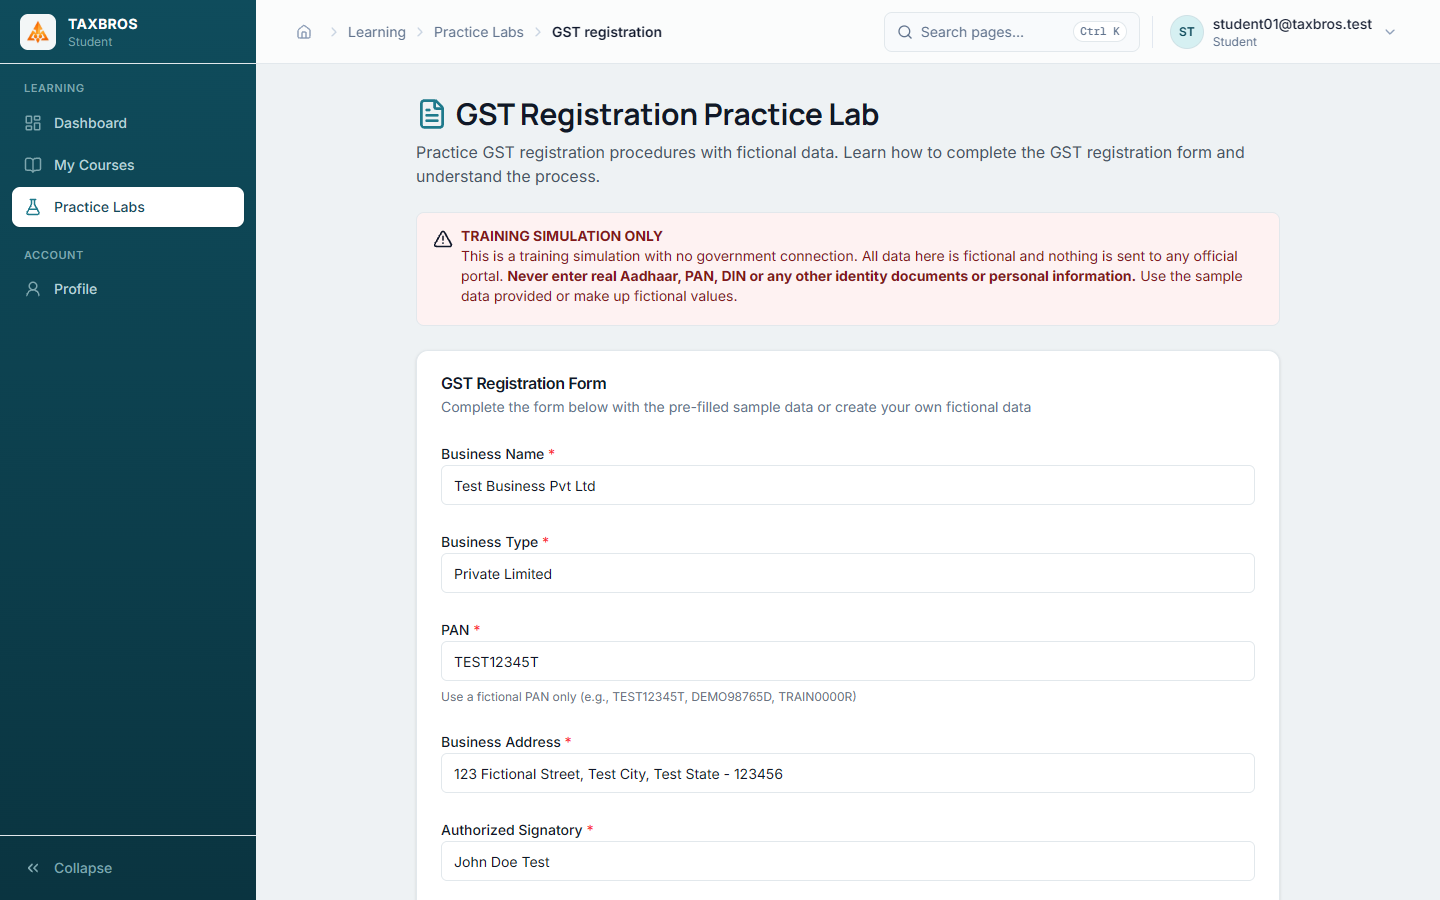 TAXBROS
Student
LEARNING
Dashboard
My Courses
Practice Labs
ACCOUNT
Profile
Collapse
Learning
Practice Labs
GST registration
Search pages...
Ctrl K
ST
student01@taxbros.test
Student
GST Registration Practice Lab
Practice GST registration procedures with fictional data. Learn how to complete the GST registration form and
understand the process.
TRAINING SIMULATION ONLY
This is a training simulation with no government connection. All data here is fictional and nothing is sent to any official
portal. Never enter real Aadhaar, PAN, DIN or any other identity documents or personal information. Use the sample
data provided or make up fictional values.
GST Registration Form
Complete the form below with the pre-filled sample data or create your own fictional data
Business Name *
Test Business Pvt Ltd
Business Type *
Private Limited
PAN *
TEST12345T
Use a fictional PAN only (e.g., TEST12345T, DEMO98765D, TRAIN0000R)
Business Address *
123 Fictional Street, Test City, Test State - 123456
Authorized Signatory *
John Doe Test